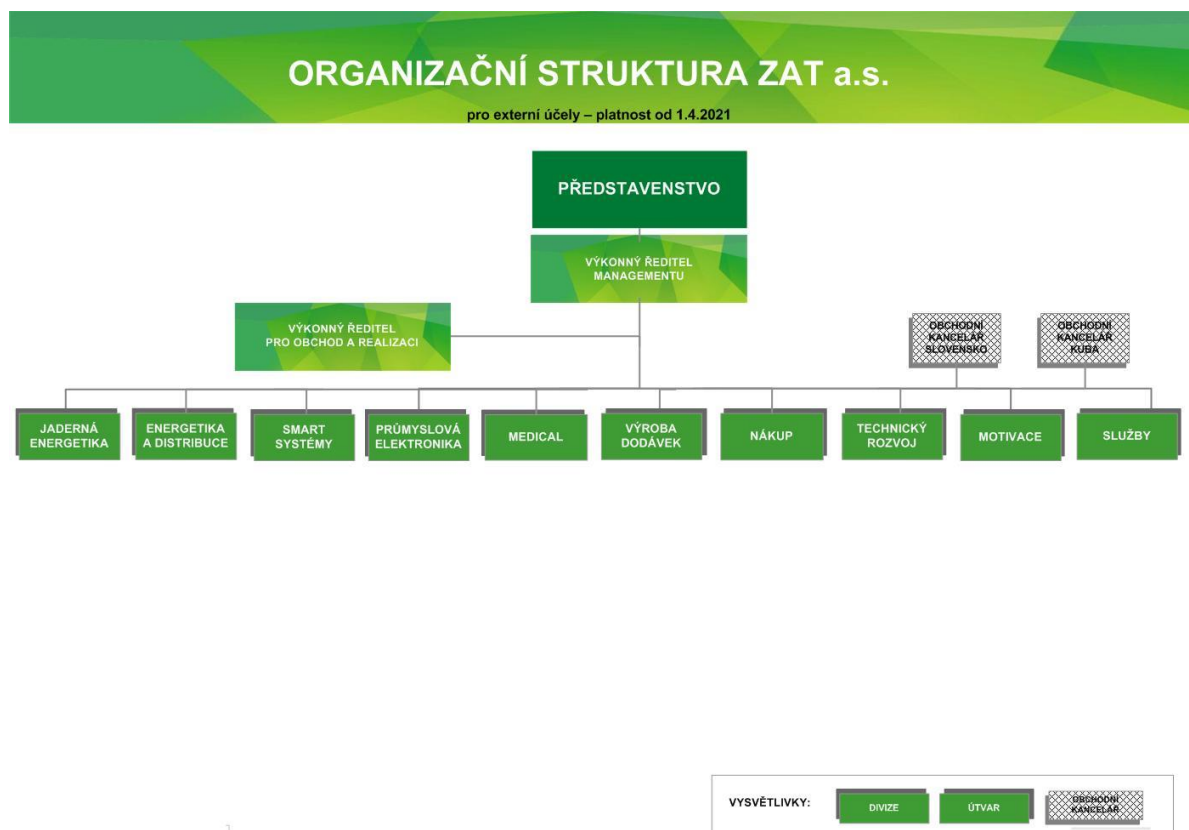 ORGANIZAČNÍ STRUKTURA ZAT a.s.
pro externí účely – platnost od 1.4.2021
PŘEDSTAVENSTVO
VÝKONNÝ ŘEDITEL
MANAGEMENTU
VÝKONNÝ ŘEDITEL
PRO OBCHOD A REALIZACI
OBCHODNÍ
KANCELÁŘ
SLOVENSKO
OBCHODNÍ
KANCELÁŘ
KUBA
JADERNÁ
ENERGETIKA
ENERGETIKA
A DISTRIBUCE
SMART
SYSTÉMY
PRŮMYSLOVÁ
ELEKTRONIKA
MEDICAL
VÝROBA
DODÁVEK
NÁKUP
TECHNICKÝ
ROZVOJ
MOTIVACE
SLUŽBY
VYSVĚTLIVKY:
DIVIZE
ÚTVAR
OBCHODNÍ
KANCELÁŘ